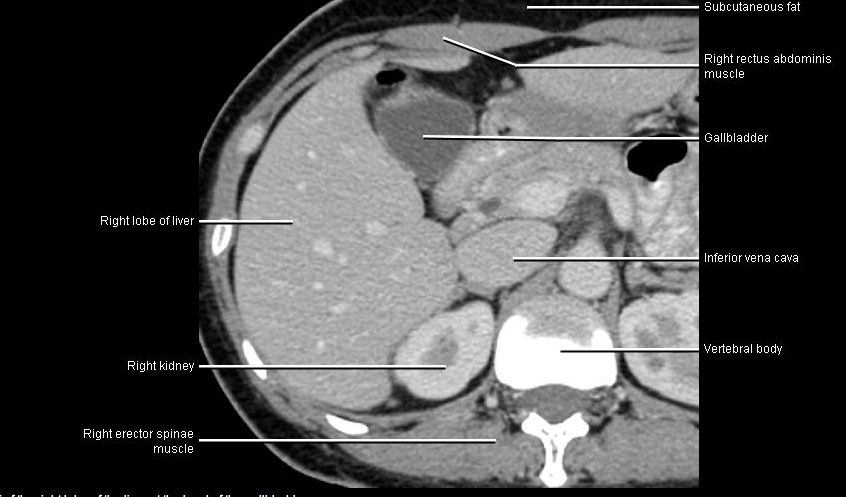 Subcutaneous fat
Right rectus abdominis
muscle
Gallbladder
Right lobe of liver
Inferior vena cava
Vertebral body
Right kidney
Right erector spinae
muscle